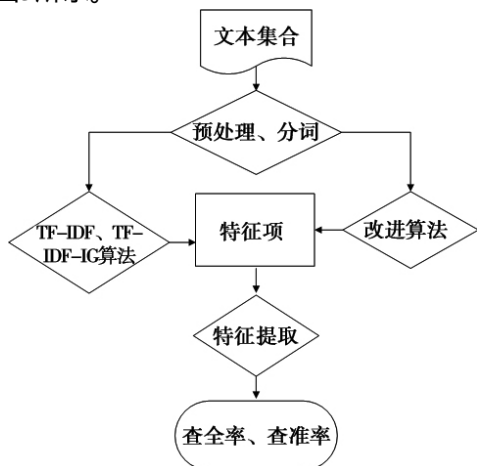 文本集合
预处理、分词
TF-IDF、TF-
IDF-IG算法
特征项
改进算法
特征提取
查全率、查准率